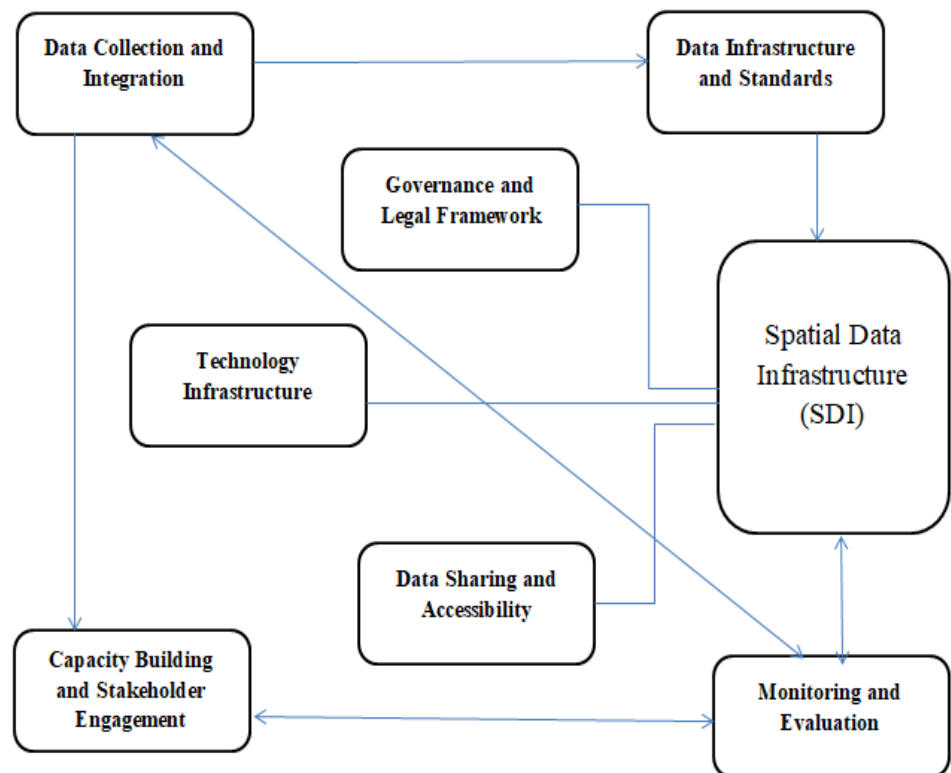 Data Collection and
Integration
Data Infrastructure
and Standards
Governance and
Legal Framework
Spatial Data
Infrastructure
(SDI)
Technology
Infrastructure
Data Sharing and
Accessibility
Capacity Building
and Stakeholder
Engagement
Monitoring and
Evaluation